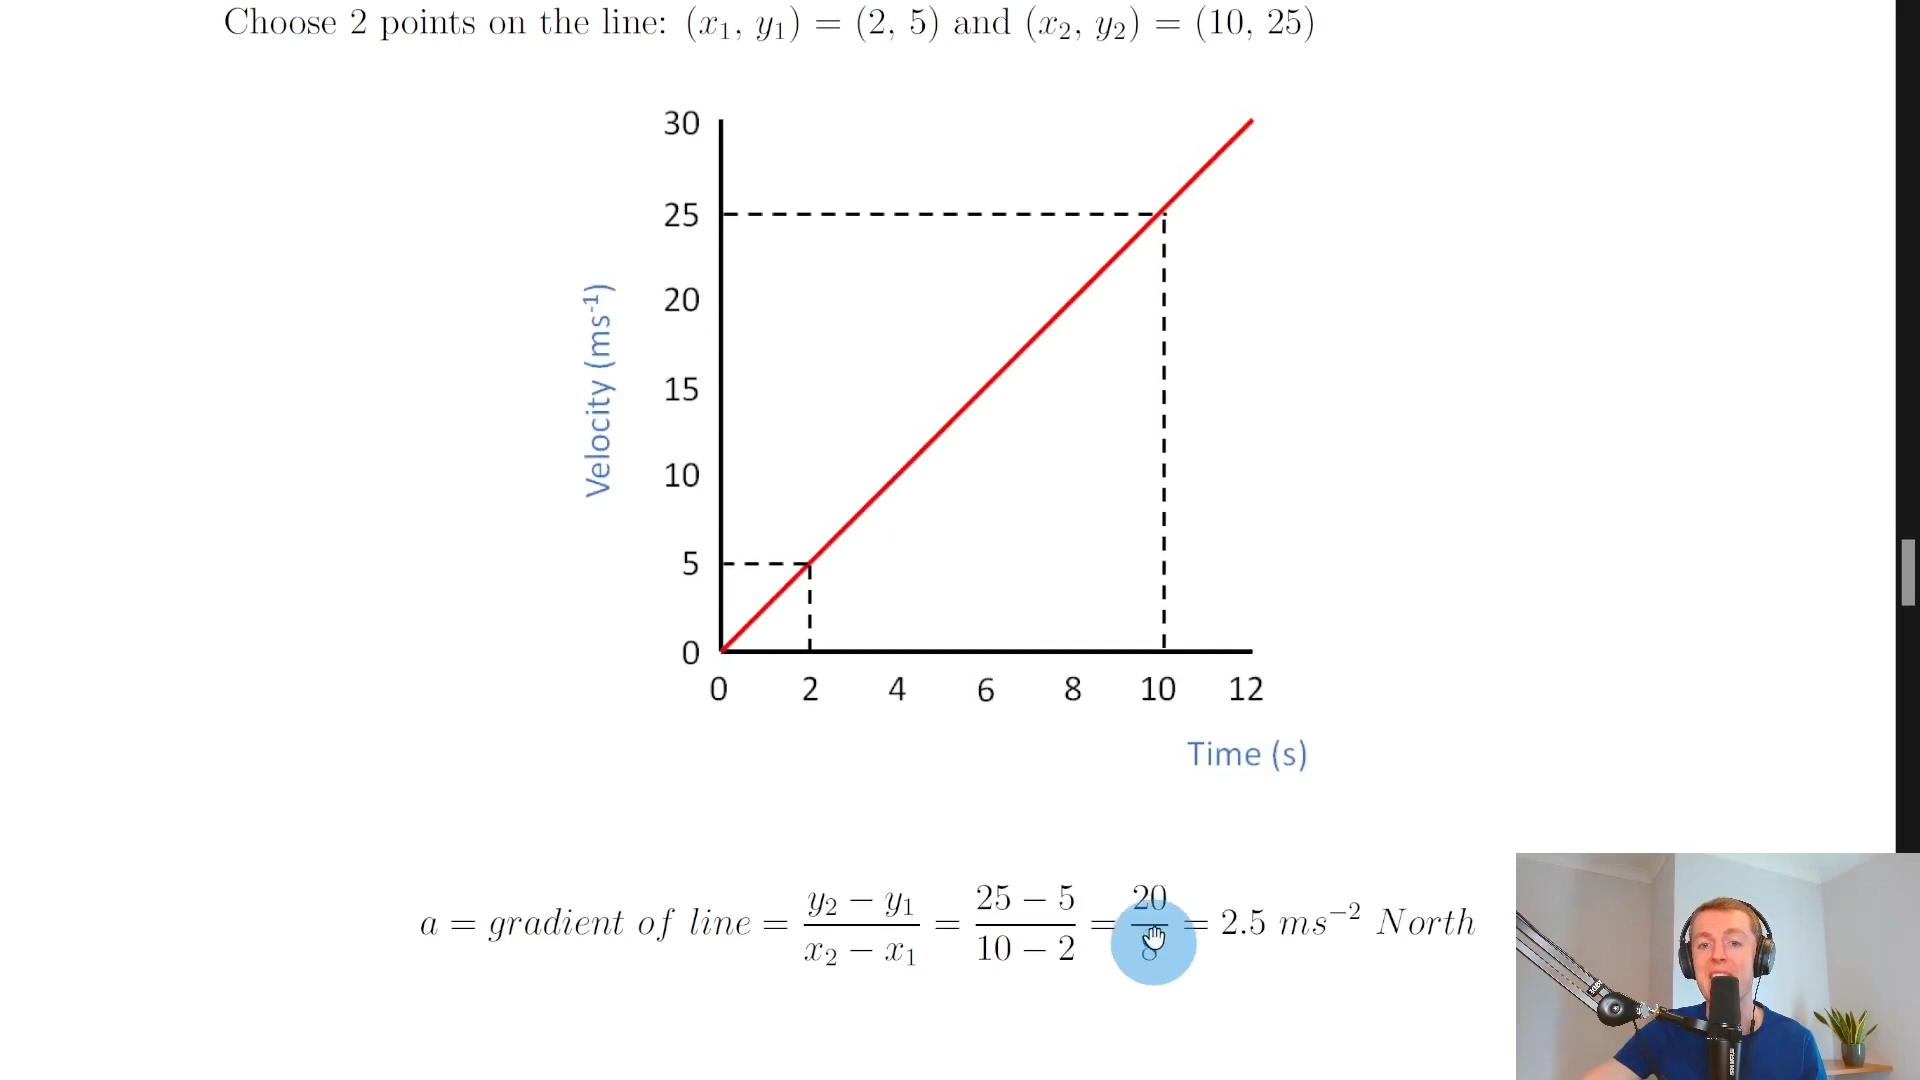 Choose 2 points on the line: (x₁, y₁) = (2, 5) and (x₂, y₂) = (10, 25)
30
25
20
15
10
5
0
Velocity (ms⁻¹)
0 2 4 6 8 10 12
Time (s)
a = gradient of line = (y₂ − y₁)/(x₂ − x₁) = (25 − 5)/(10 − 2) = 20/8 = 2.5 ms⁻² North